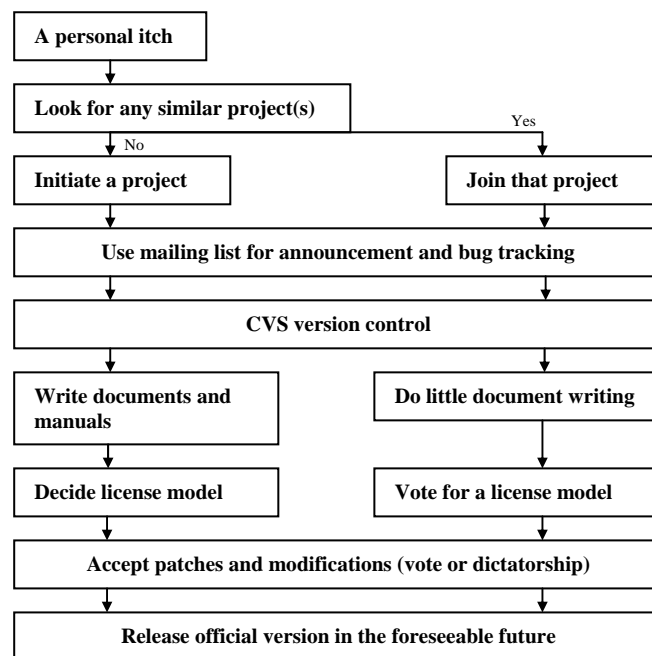 A personal itch
Look for any similar project(s)
Yes
No
Initiate a project
Join that project
Use mailing list for announcement and bug tracking
CVS version control
Write documents and
manuals
Do little document writing
Decide license model
Vote for a license model
Accept patches and modifications (vote or dictatorship)
Release official version in the foreseeable future